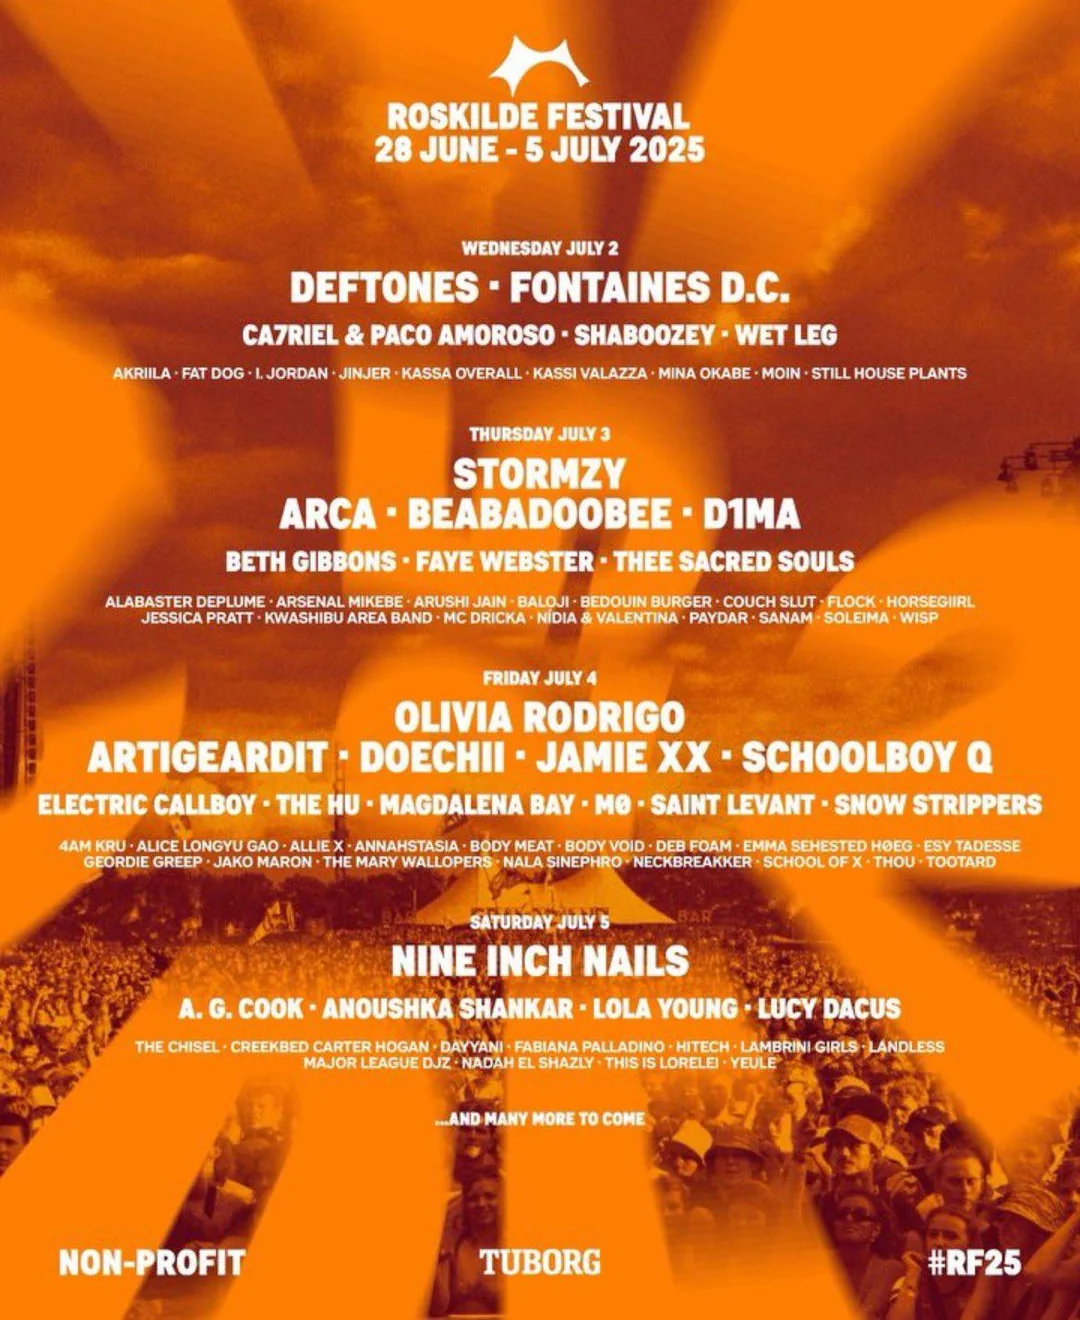 ROSKILDE FESTIVAL
28 JUNE - 5 JULY 2025
WEDNESDAY JULY 2
DEFTONES · FONTAINES D.C.
CA7RIEL & PACO AMOROSO · SHABOOZEY · WET LEG
AKRIILA · FAT DOG · I. JORDAN · JINJER · KASSA OVERALL · KASSI VALAZZA · MINA OKABE · MOIN · STILL HOUSE PLANTS
THURSDAY JULY 3
STORMZY
ARCA · BEABADOOBEE · D1MA
BETH GIBBONS · FAYE WEBSTER · THEE SACRED SOULS
ALABASTER DEPLUME · ARSENAL MIKEBE · ARUSHI JAIN · BALOJI · BEDOUIN BURGER · COUCH SLUT · FLOCK · HORSEGIIRL
JESSICA PRATT · KWASHIBU AREA BAND · MC DRICKA · NÍDIA & VALENTINA · PAYDAR · SANAM · SOLEIMA · WISP
FRIDAY JULY 4
OLIVIA RODRIGO
ARTIGEARDIT · DOECHII · JAMIE XX · SCHOOLBOY Q
ELECTRIC CALLBOY · THE HU · MAGDALENA BAY · MØ · SAINT LEVANT · SNOW STRIPPERS
4AM KRU · ALICE LONGYU GAO · ALLIE X · ANNAHSTASIA · BODY MEAT · BODY VOID · DEB FOAM · EMMA SEHESTED HØEG · ESY TADESSE
GEORDIE GREEP · JAKO MARON · THE MARY WALLOPERS · NALA SINEPHRO · NECKBREAKKER · SCHOOL OF X · THOU · TOOTARD
BAR BAR
SATURDAY JULY 5
NINE INCH NAILS
A. G. COOK · ANOUSHKA SHANKAR · LOLA YOUNG · LUCY DACUS
THE CHISEL · CREEKBED CARTER HOGAN · DAYYANI · FABIANA PALLADINO · HITECH · LAMBRINI GIRLS · LANDLESS
MAJOR LEAGUE DJZ · NADAH EL SHAZLY · THIS IS LORELEI · YEULE
...AND MANY MORE TO COME
NON-PROFIT
TUBORG
#RF25